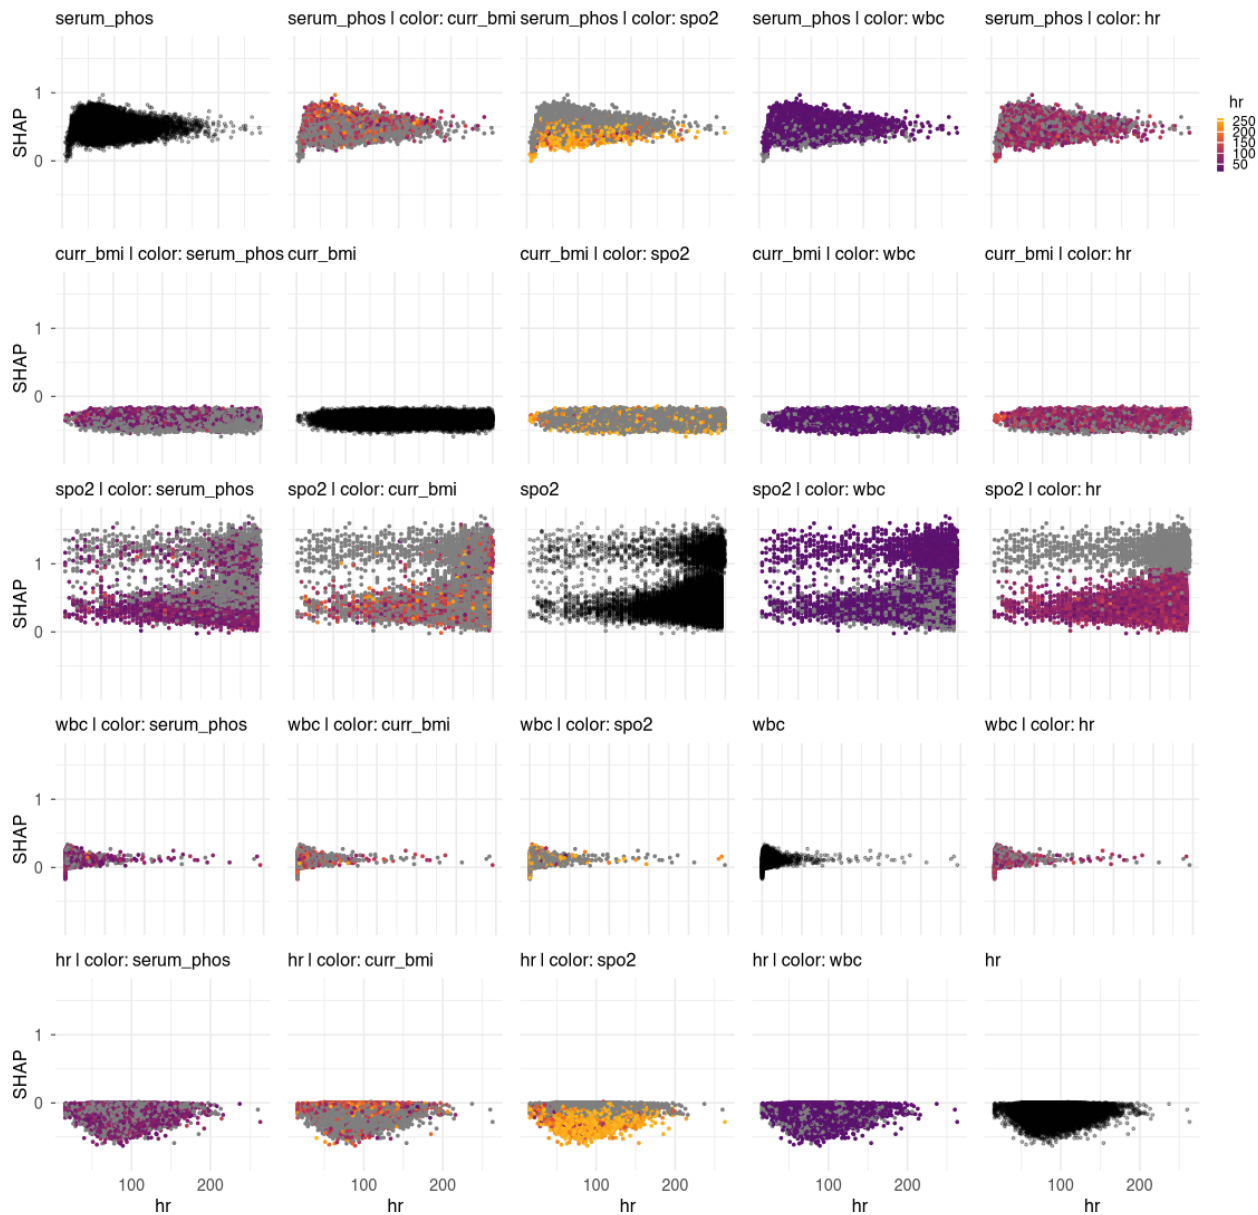 serum_phos
serum_phos | color: curr_bmi
serum_phos | color: spo2
serum_phos | color: wbc
serum_phos | color: hr
SHAP
1
0
hr
250
200
150
100
50
curr_bmi | color: serum_phos
curr_bmi
curr_bmi | color: spo2
curr_bmi | color: wbc
curr_bmi | color: hr
SHAP
1
0
spo2 | color: serum_phos
spo2 | color: curr_bmi
spo2
spo2 | color: wbc
spo2 | color: hr
SHAP
1
0
wbc | color: serum_phos
wbc | color: curr_bmi
wbc | color: spo2
wbc
wbc | color: hr
SHAP
1
0
hr | color: serum_phos
hr | color: curr_bmi
hr | color: spo2
hr | color: wbc
hr
SHAP
1
0
100 200
100 200
100 200
100 200
100 200
hr
hr
hr
hr
hr